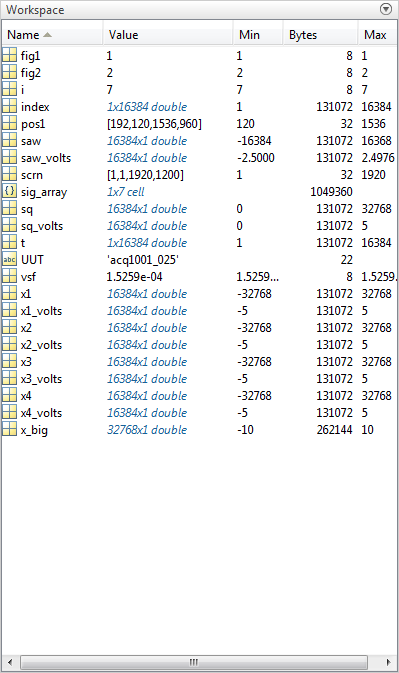 Workspace
Name Value Min Bytes Max
fig1 1 1 8 1
fig2 2 2 8 2
i 7 7 8 7
index 1x16384 double 1 131072 16384
pos1 [192,120,1536,960] 120 32 1536
saw 16384x1 double -16384 131072 16368
saw_volts 16384x1 double -2.5000 131072 2.4976
scrn [1,1,1920,1200] 1 32 1920
{} sig_array 1x7 cell 1049360
sq 16384x1 double 0 131072 32768
sq_volts 16384x1 double 0 131072 5
t 1x16384 double 1 131072 16384
abc UUT 'acq1001_025' 22
vsf 1.5259e-04 1.5259... 8 1.5259...
x1 16384x1 double -32768 131072 32768
x1_volts 16384x1 double -5 131072 5
x2 16384x1 double -32768 131072 32768
x2_volts 16384x1 double -5 131072 5
x3 16384x1 double -32768 131072 32768
x3_volts 16384x1 double -5 131072 5
x4 16384x1 double -32768 131072 32768
x4_volts 16384x1 double -5 131072 5
x_big 32768x1 double -10 262144 10